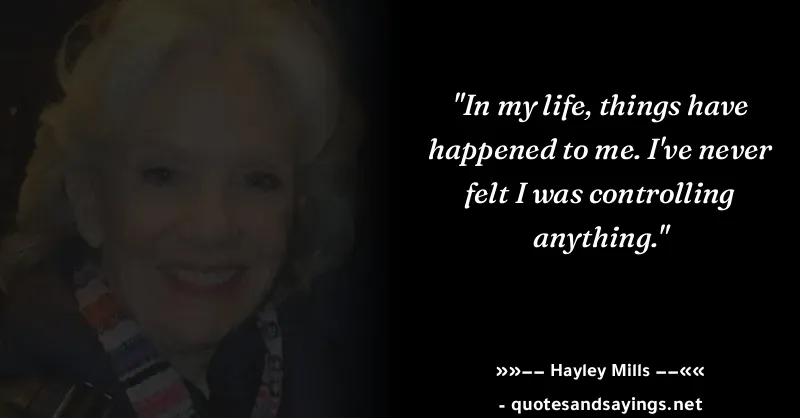 "In my life, things have
happened to me. I've never
felt I was controlling
anything."
»»−− Hayley Mills −−««
- quotesandsayings.net